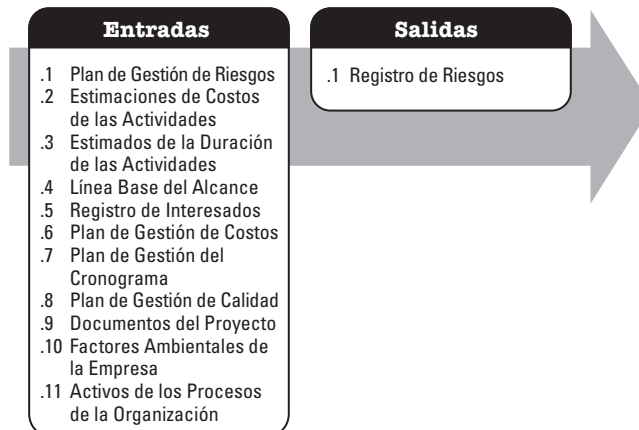 Entradas
.1 Plan de Gestión de Riesgos
.2 Estimaciones de Costos
de las Actividades
.3 Estimados de la Duración
de las Actividades
.4 Línea Base del Alcance
.5 Registro de Interesados
.6 Plan de Gestión de Costos
.7 Plan de Gestión del
Cronograma
.8 Plan de Gestión de Calidad
.9 Documentos del Proyecto
.10 Factores Ambientales de
la Empresa
.11 Activos de los Procesos
de la Organización
Salidas
.1 Registro de Riesgos